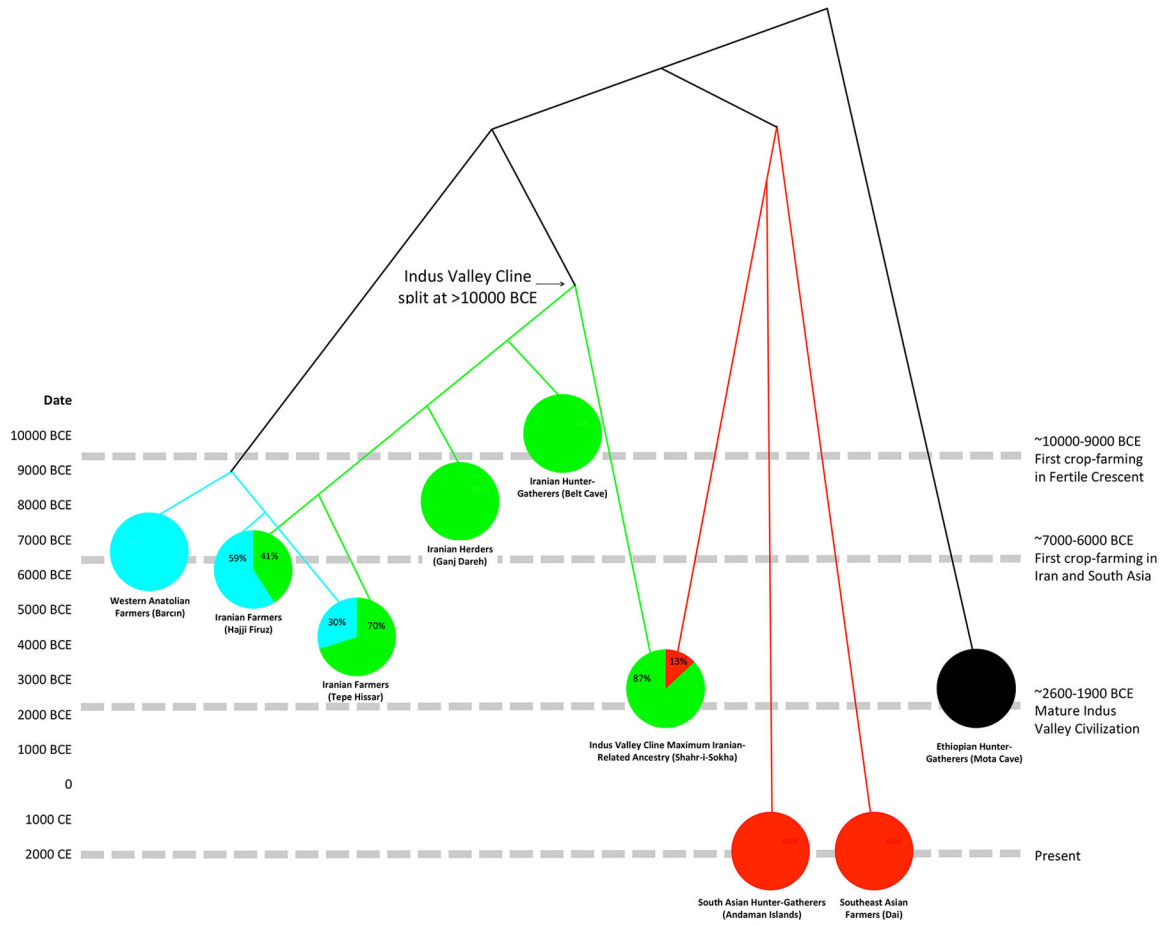 Indus Valley Cline
split at >10000 BCE
Date
10000 BCE
9000 BCE
8000 BCE
7000 BCE
6000 BCE
5000 BCE
4000 BCE
3000 BCE
2000 BCE
1000 BCE
0
1000 CE
2000 CE
~10000-9000 BCE
First crop-farming
in Fertile Crescent
~7000-6000 BCE
First crop-farming in
Iran and South Asia
~2600-1900 BCE
Mature Indus
Valley Civilization
Present
Iranian Hunter-
Gatherers (Belt Cave)
Iranian Herders
(Ganj Dareh)
Western Anatolian
Farmers (Barcın)
59%
41%
Iranian Farmers
(Hajji Firuz)
30%
70%
Iranian Farmers
(Tepe Hissar)
87%
13%
Indus Valley Cline Maximum Iranian-
Related Ancestry (Shahr-i-Sokha)
Ethiopian Hunter-
Gatherers (Mota Cave)
100%
South Asian Hunter-Gatherers
(Andaman Islands)
100%
Southeast Asian
Farmers (Dai)